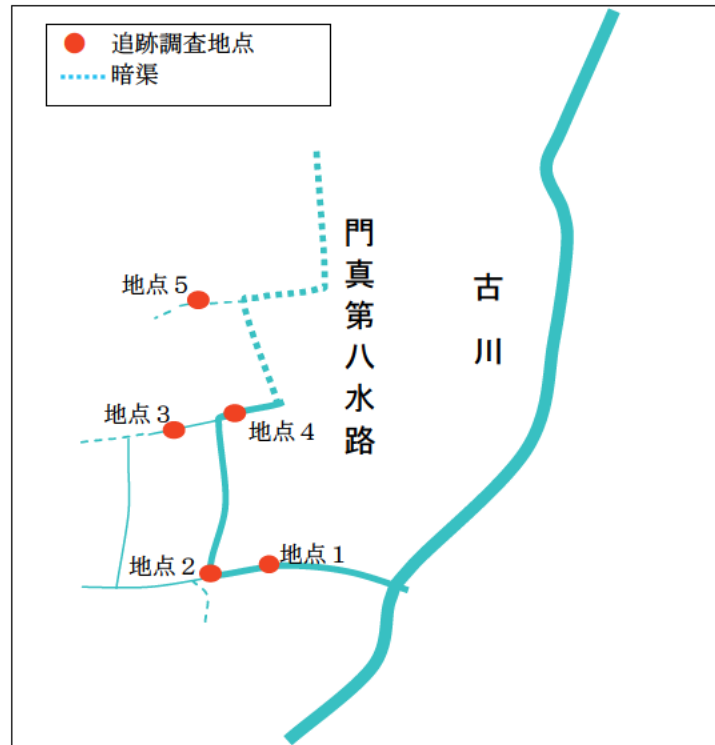 追跡調査地点
暗渠
門真第八水路
古川
地点５
地点３
地点４
地点２
地点１